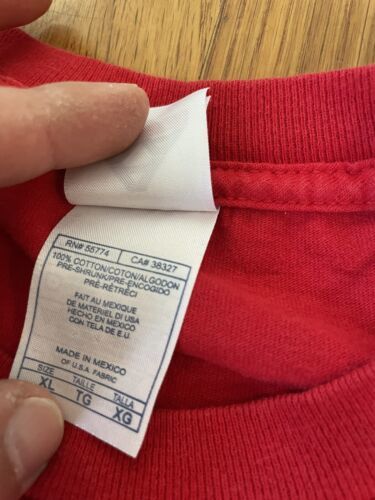 RN# 55774 CA# 38327
100% COTTON/COTON/ALGODON
PRE-SHRUNK/PRE-ENCOGIDO
PRÉ-RÉTRÉCI
FAIT AU MEXIQUE
DE MATERIEL DI USA
HECHO EN MEXICO
CON TELA DE E.U.
MADE IN MEXICO
OF U.S.A. FABRIC
SIZE TAILLE TALLA
XL TG XG